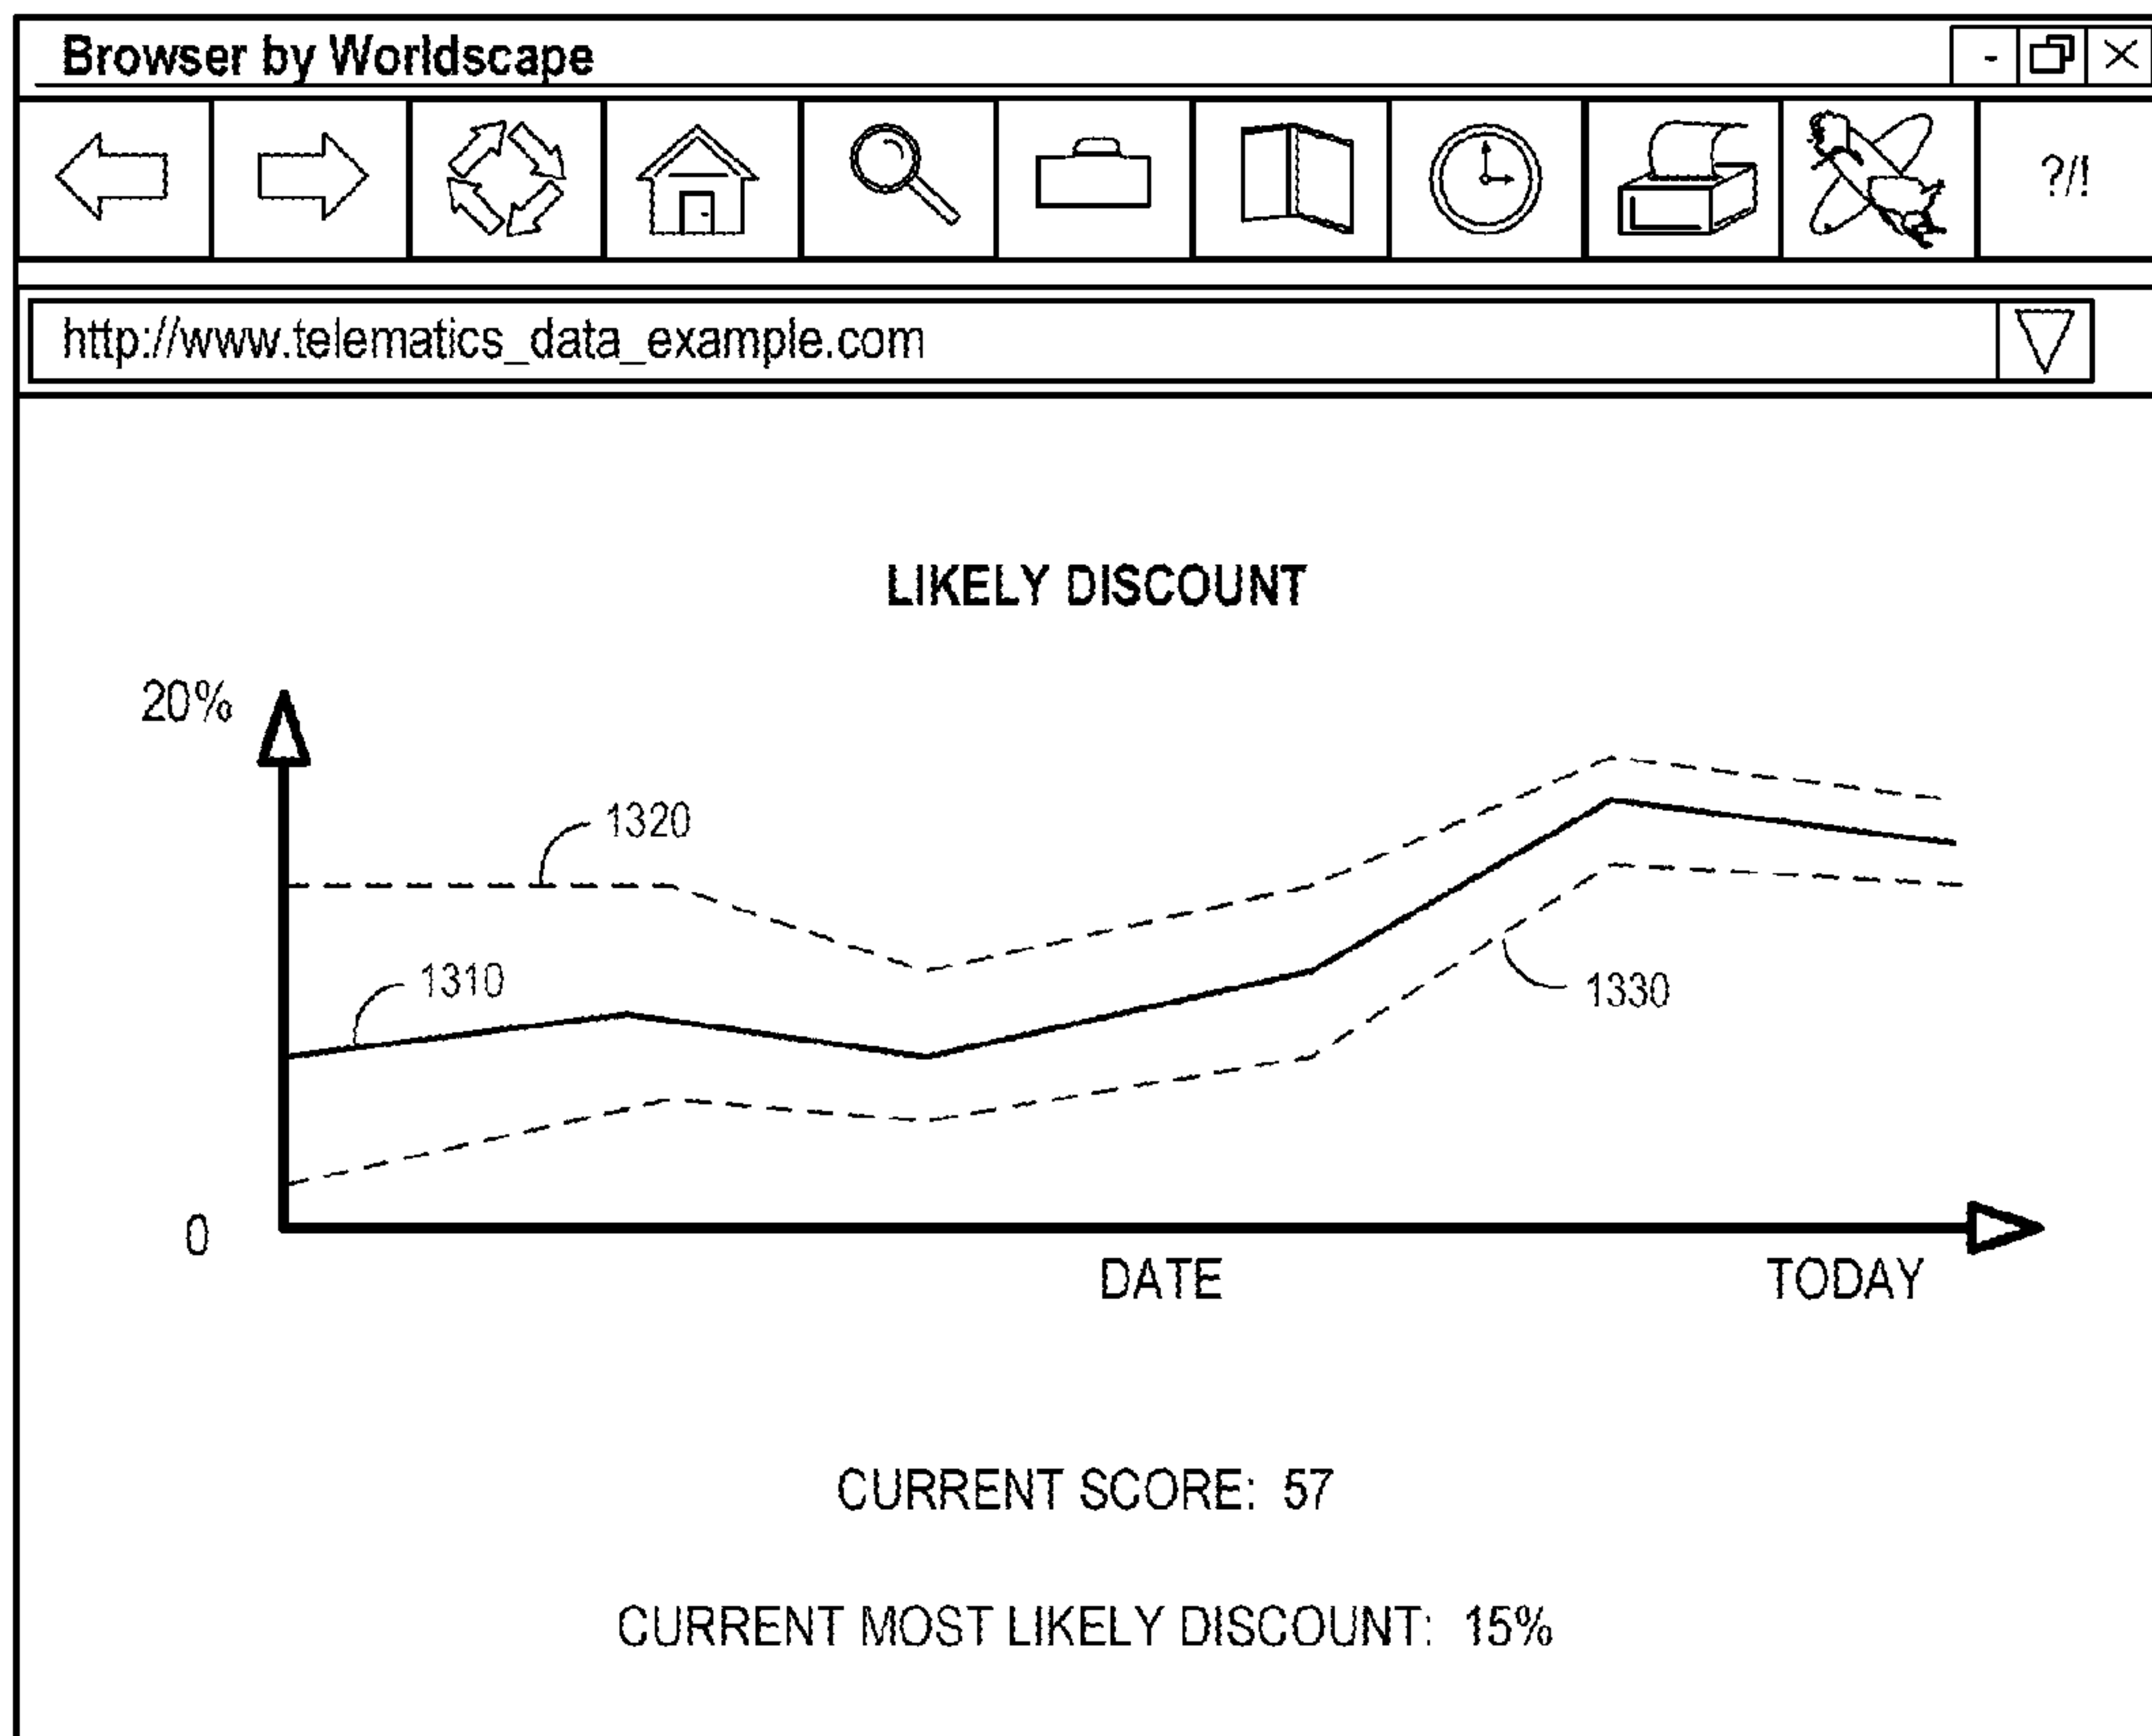 Browser by Worldscape
?/!
http://www.telematics_data_example.com
LIKELY DISCOUNT
20%
1320
1310
1330
0
DATE
TODAY
CURRENT SCORE: 57
CURRENT MOST LIKELY DISCOUNT: 15%